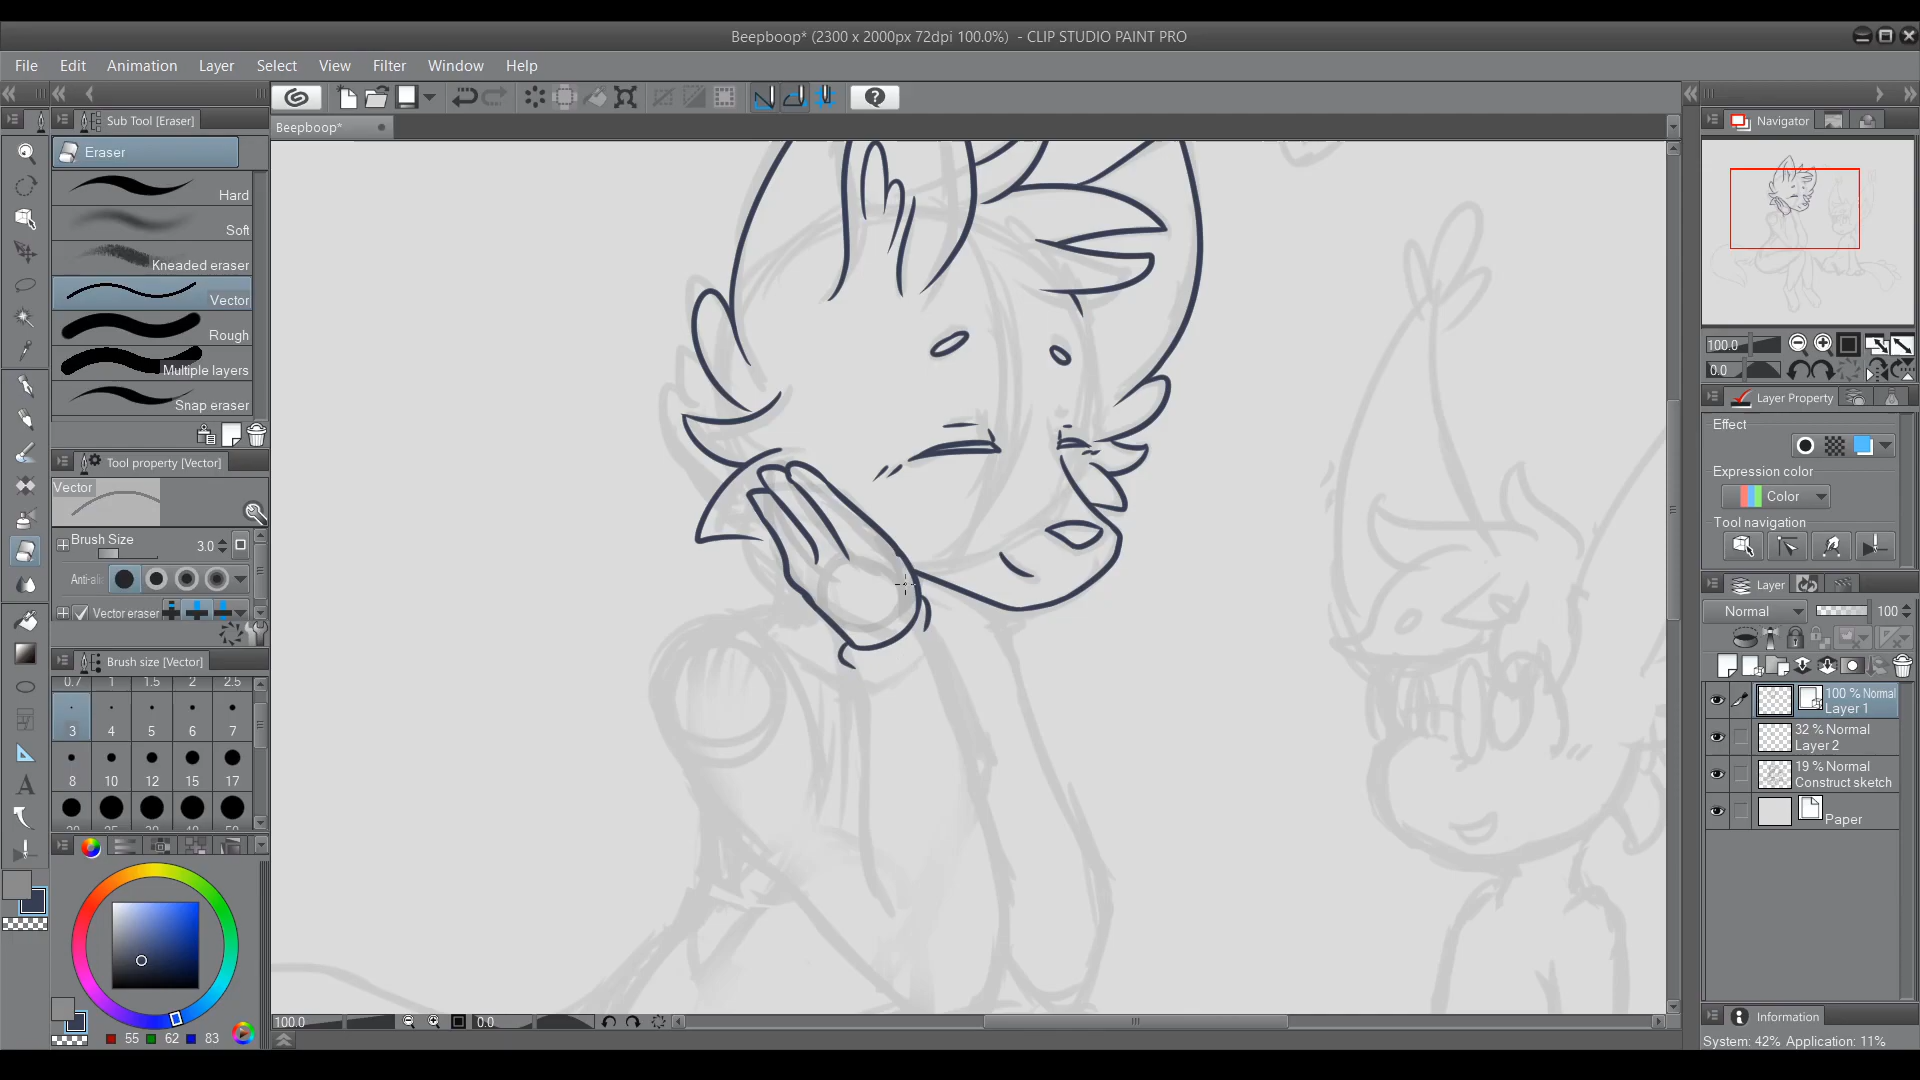 Beepboop* (2300 x 2000px 72dpi 100.0%)  - CLIP STUDIO PAINT PRO
File Edit Animation Layer Select View Filter Window Help
Sub Tool [Eraser]
Eraser
Hard
Soft
Kneaded eraser
Vector
Rough
Multiple layers
Snap eraser
Tool property [Vector]
Vector
Brush Size 3.0
Anti-ali
Vector eraser
Brush size [Vector]
0.7 1 1.5 2 2.5
3 4 5 6 7
8 10 12 15 17
55 62 83
Beepboop*
100.0 0.0
Navigator
100.0
0.0
Layer Property
Effect
Expression color
Color
Tool navigation
Layer
Normal 100
100 % Normal
Layer 1
32 % Normal
Layer 2
19 % Normal
Construct sketch
Paper
Information
System: 42% Application: 11%